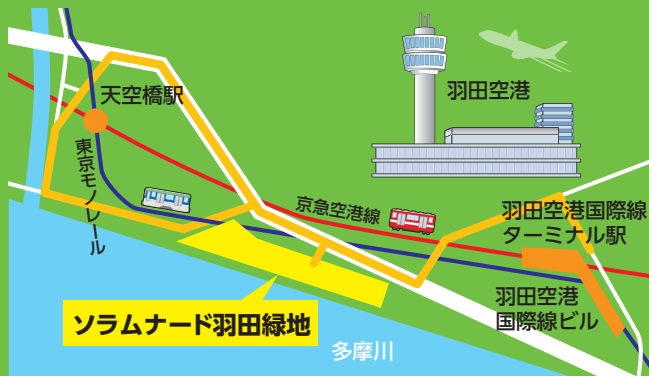 天空橋駅
東京モノレール
羽田空港
京急空港線
羽田空港国際線
ターミナル駅
羽田空港
国際線ビル
ソラムナード羽田緑地
多摩川